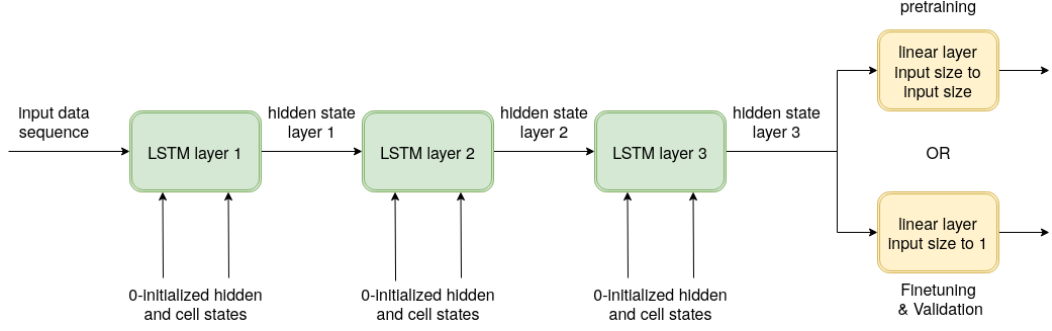 pretraining
linear layer
input size to
input size
input data
sequence
LSTM layer 1
hidden state
layer 1
LSTM layer 2
hidden state
layer 2
LSTM layer 3
hidden state
layer 3
OR
linear layer
input size to 1
0-initialized hidden
and cell states
0-initialized hidden
and cell states
0-initialized hidden
and cell states
Finetuning
& Validation